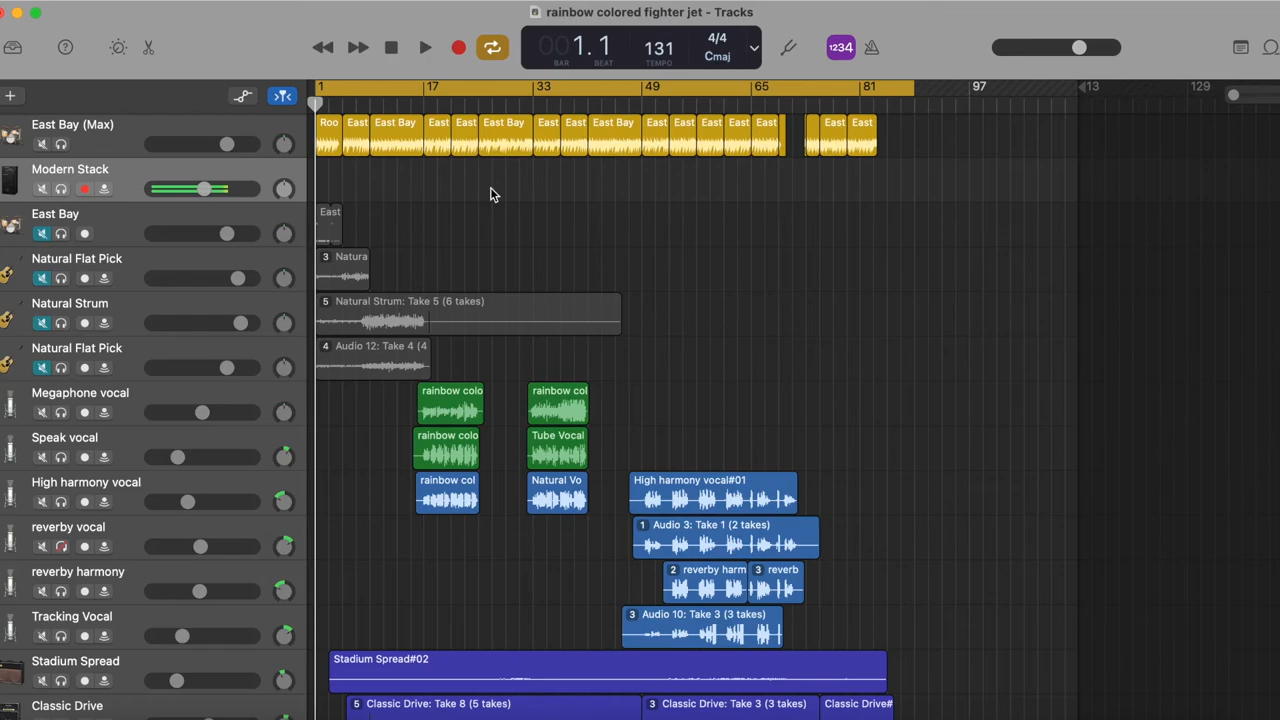 rainbow colored fighter jet - Tracks
001.1
131
4/4
Cmaj
BAR
BEAT
TEMPO
1234
1
17
33
49
65
81
97
13
129
East Bay (Max)
Roo
East
East Bay
East
East
East Bay
East
East
East Bay
East
East
East
East
East
East
East
Modern Stack
East Bay
East
Natural Flat Pick
3 Natura
Natural Strum
5 Natural Strum: Take 5 (6 takes)
Natural Flat Pick
4 Audio 12: Take 4 (4
Megaphone vocal
rainbow colo
rainbow col
Speak vocal
rainbow colo
Tube Vocal
High harmony vocal
rainbow col
Natural Vo
High harmony vocal#01
reverby vocal
1 Audio 3: Take 1 (2 takes)
reverby harmony
2 reverby harm
3 reverb
Tracking Vocal
3 Audio 10: Take 3 (3 takes)
Stadium Spread
Stadium Spread#02
Classic Drive
5 Classic Drive: Take 8 (5 takes)
3 Classic Drive: Take 3 (3 takes)
Classic Drive#